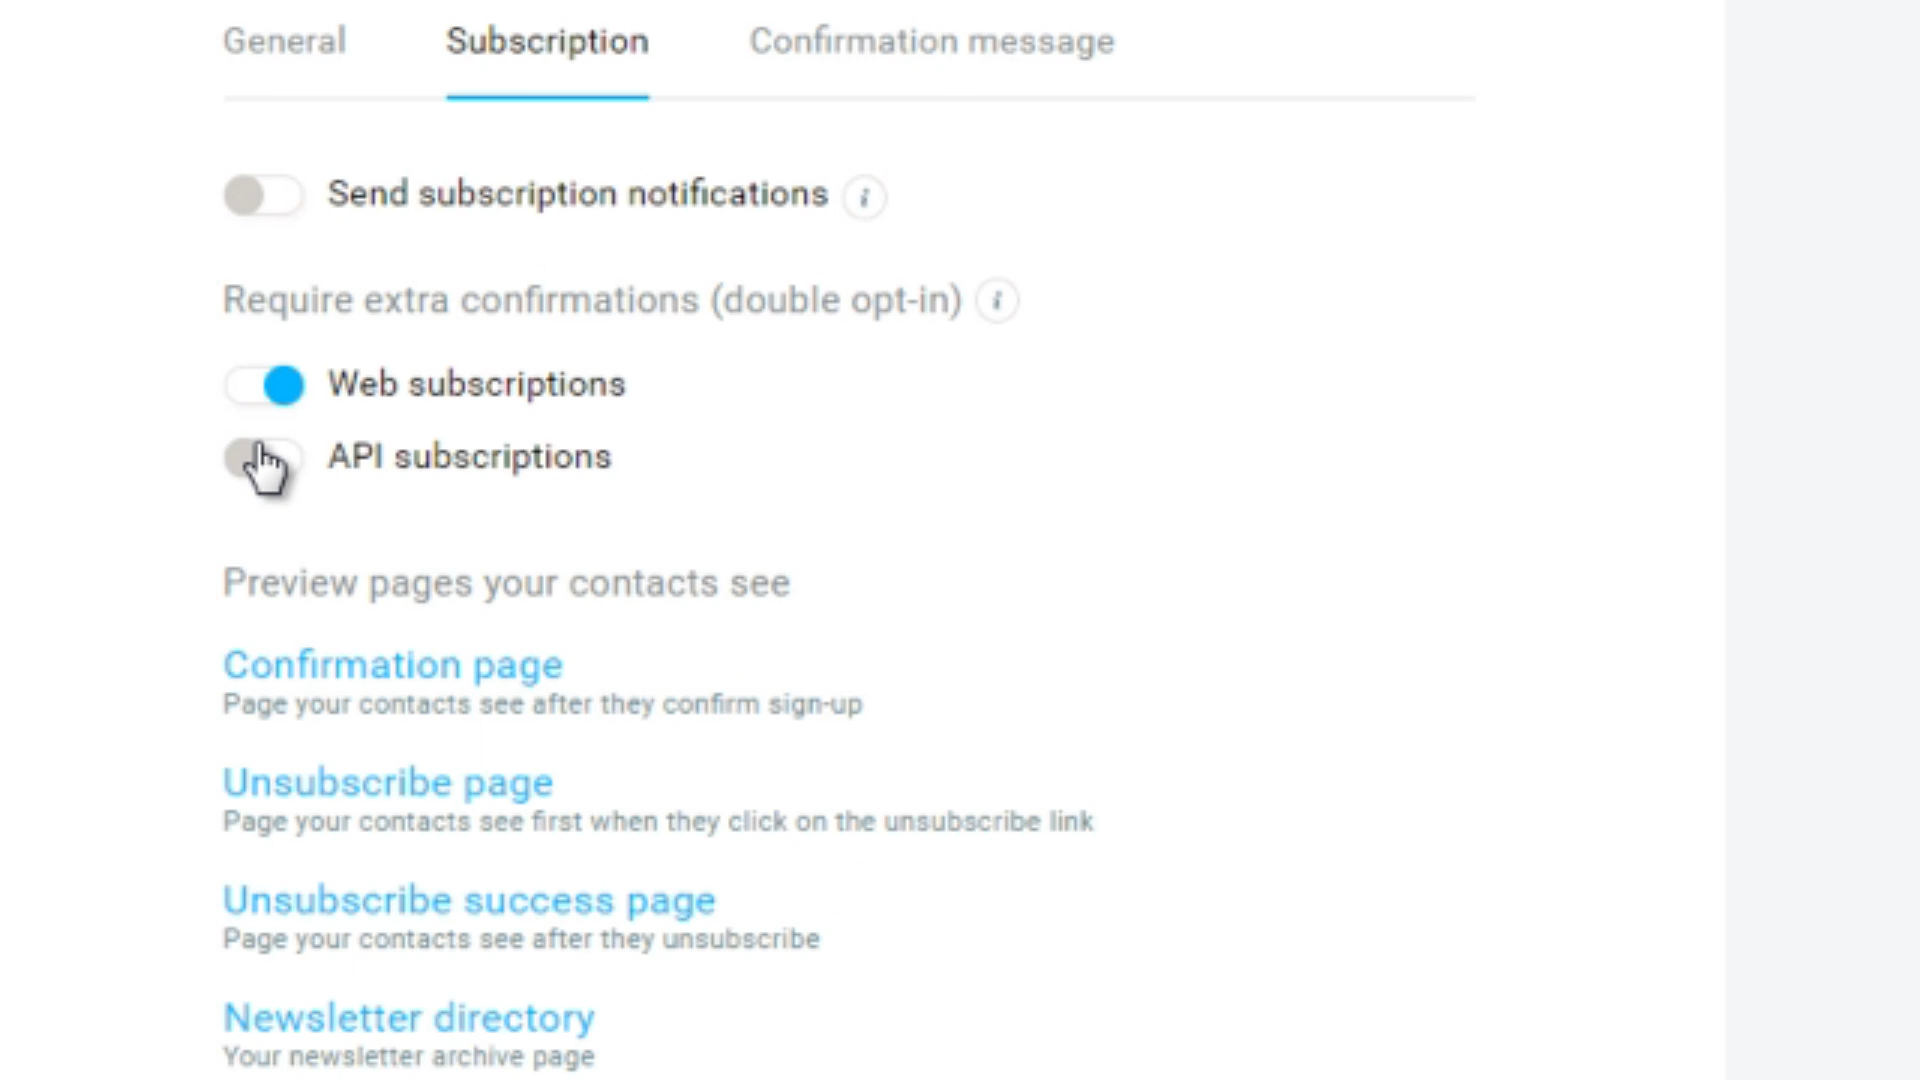 General Subscription Confirmation message
Send subscription notifications i
Require extra confirmations (double opt-in) i
Web subscriptions
API subscriptions
Preview pages your contacts see
Confirmation page
Page your contacts see after they confirm sign-up
Unsubscribe page
Page your contacts see first when they click on the unsubscribe link
Unsubscribe success page
Page your contacts see after they unsubscribe
Newsletter directory
Your newsletter archive page